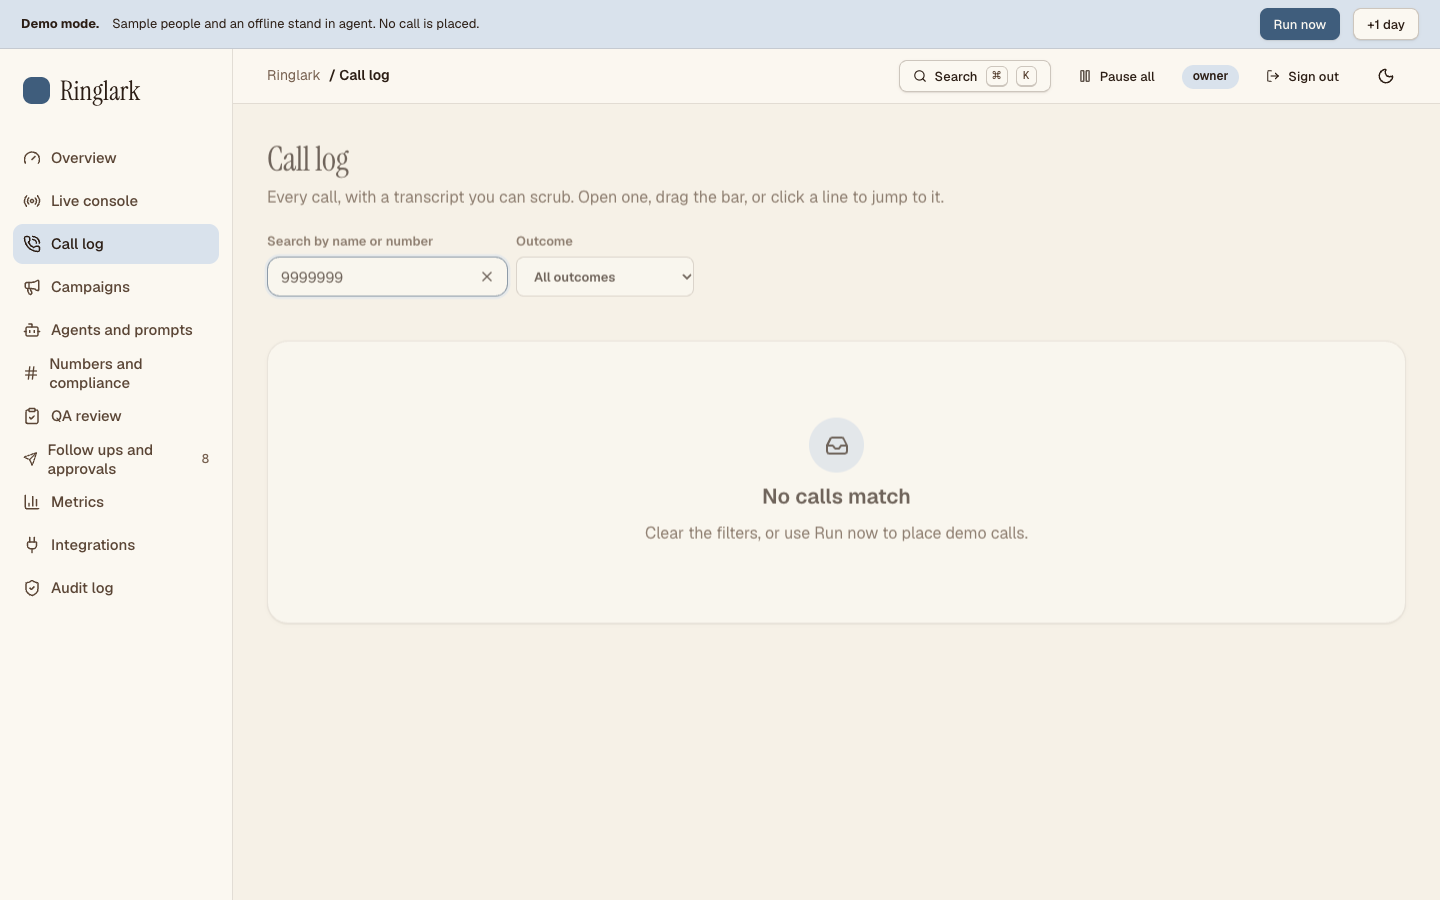 Demo mode. Sample people and an offline stand in agent. No call is placed.
Run now
+1 day
Ringlark
Ringlark / Call log
Search ⌘ K
Pause all
owner
Sign out
Overview
Live console
Call log
Campaigns
Agents and prompts
Numbers and
compliance
QA review
Follow ups and
approvals
8
Metrics
Integrations
Audit log
Call log
Every call, with a transcript you can scrub. Open one, drag the bar, or click a line to jump to it.
Search by name or number
Outcome
9999999
All outcomes
No calls match
Clear the filters, or use Run now to place demo calls.